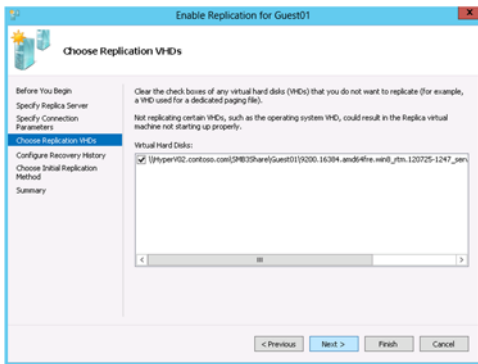 Enable Replication for Guest01
x
Choose Replication VHDs
Before You Begin
Specify Replica Server
Specify Connection
Parameters
Choose Replication VHDs
Configure Recovery History
Choose Initial Replication
Method
Summary
Clear the check boxes of any virtual hard disks (VHDs) that you do not want to replicate (for example,
a VHD used for a dedicated paging file).
Not replicating certain VHDs, such as the operating system VHD, could result in the Replica virtual
machine not starting up properly.
Virtual Hard Disks:
\\HyperV02.contoso.com\SMB3Share\Guest01\9200.16384.amd64fre.win8_rtm.120725-1247_serv
< Previous
Next >
Finish
Cancel